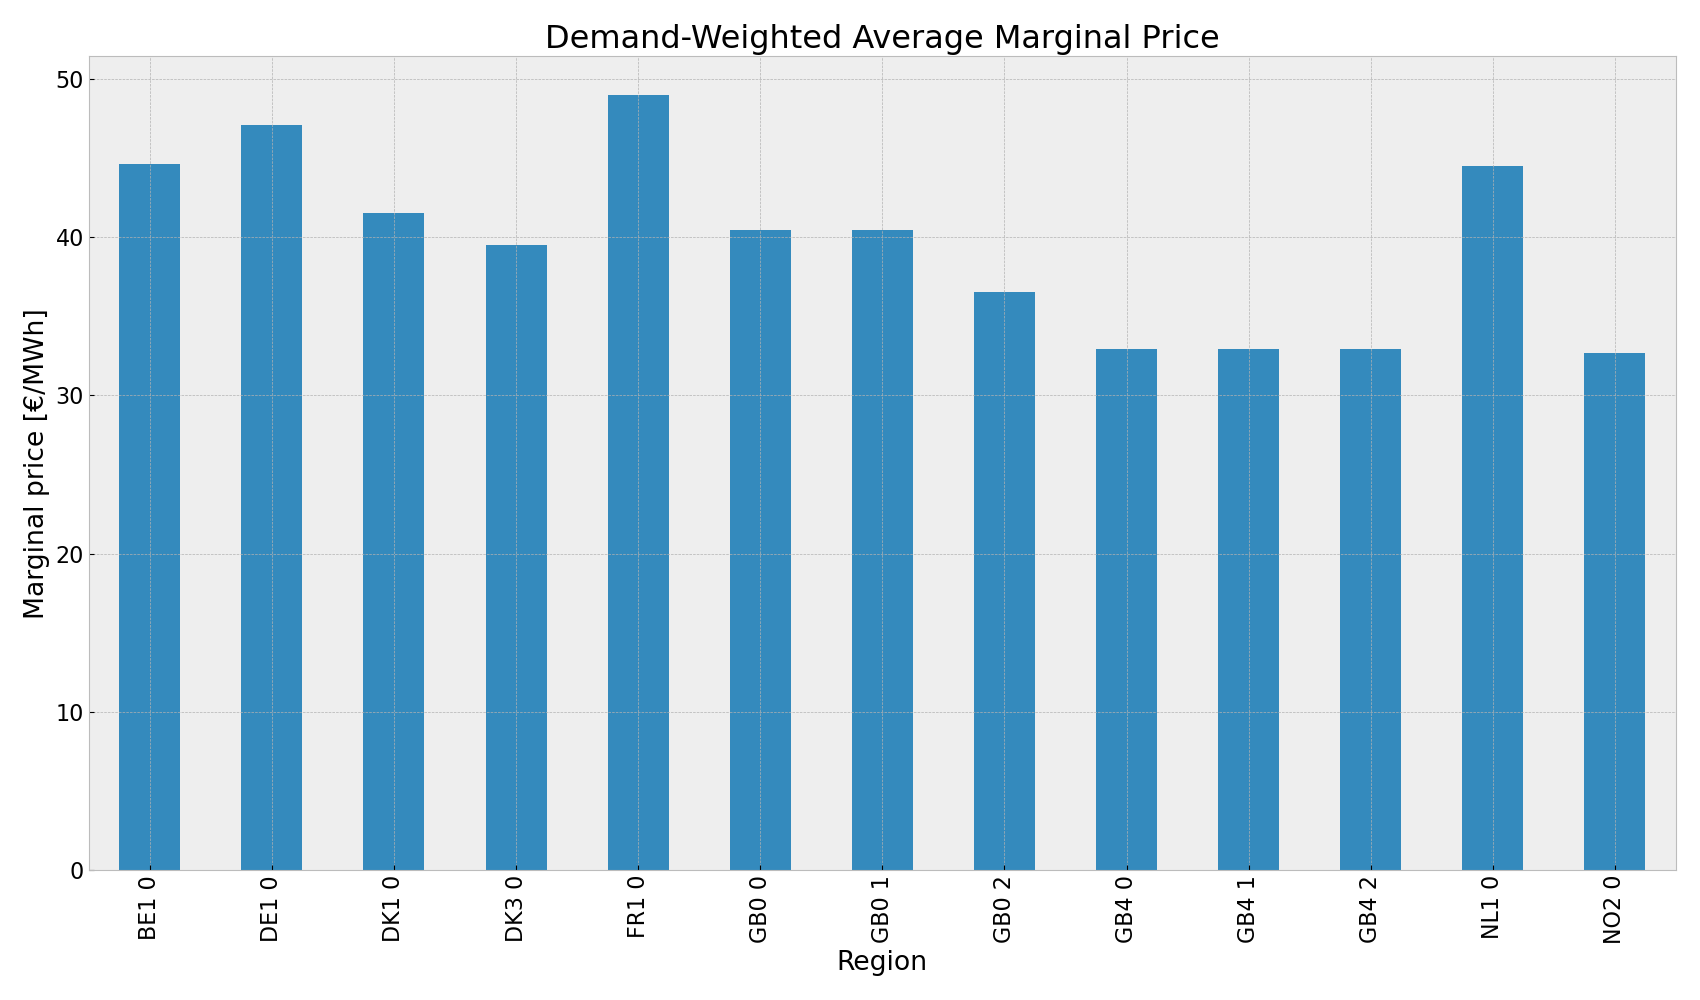 Demand-Weighted Average Marginal Price
Marginal price [€/MWh]
50
40
30
20
10
0
BE1 0
DE1 0
DK1 0
DK3 0
FR1 0
GB0 0
GB0 1
GB0 2
GB4 0
GB4 1
GB4 2
NL1 0
NO2 0
Region